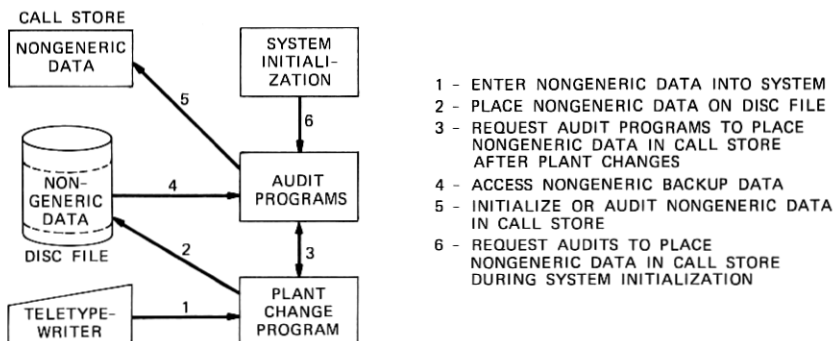 CALL STORE
NONGENERIC
DATA
SYSTEM
INITIALI-
ZATION
5
6
NON-
GENERIC
DATA
4
AUDIT
PROGRAMS
DISC FILE
2
3
TELETYPE-
WRITER
1
PLANT
CHANGE
PROGRAM
1 - ENTER NONGENERIC DATA INTO SYSTEM
2 - PLACE NONGENERIC DATA ON DISC FILE
3 - REQUEST AUDIT PROGRAMS TO PLACE
NONGENERIC DATA IN CALL STORE
AFTER PLANT CHANGES
4 - ACCESS NONGENERIC BACKUP DATA
5 - INITIALIZE OR AUDIT NONGENERIC DATA
IN CALL STORE
6 - REQUEST AUDITS TO PLACE
NONGENERIC DATA IN CALL STORE
DURING SYSTEM INITIALIZATION